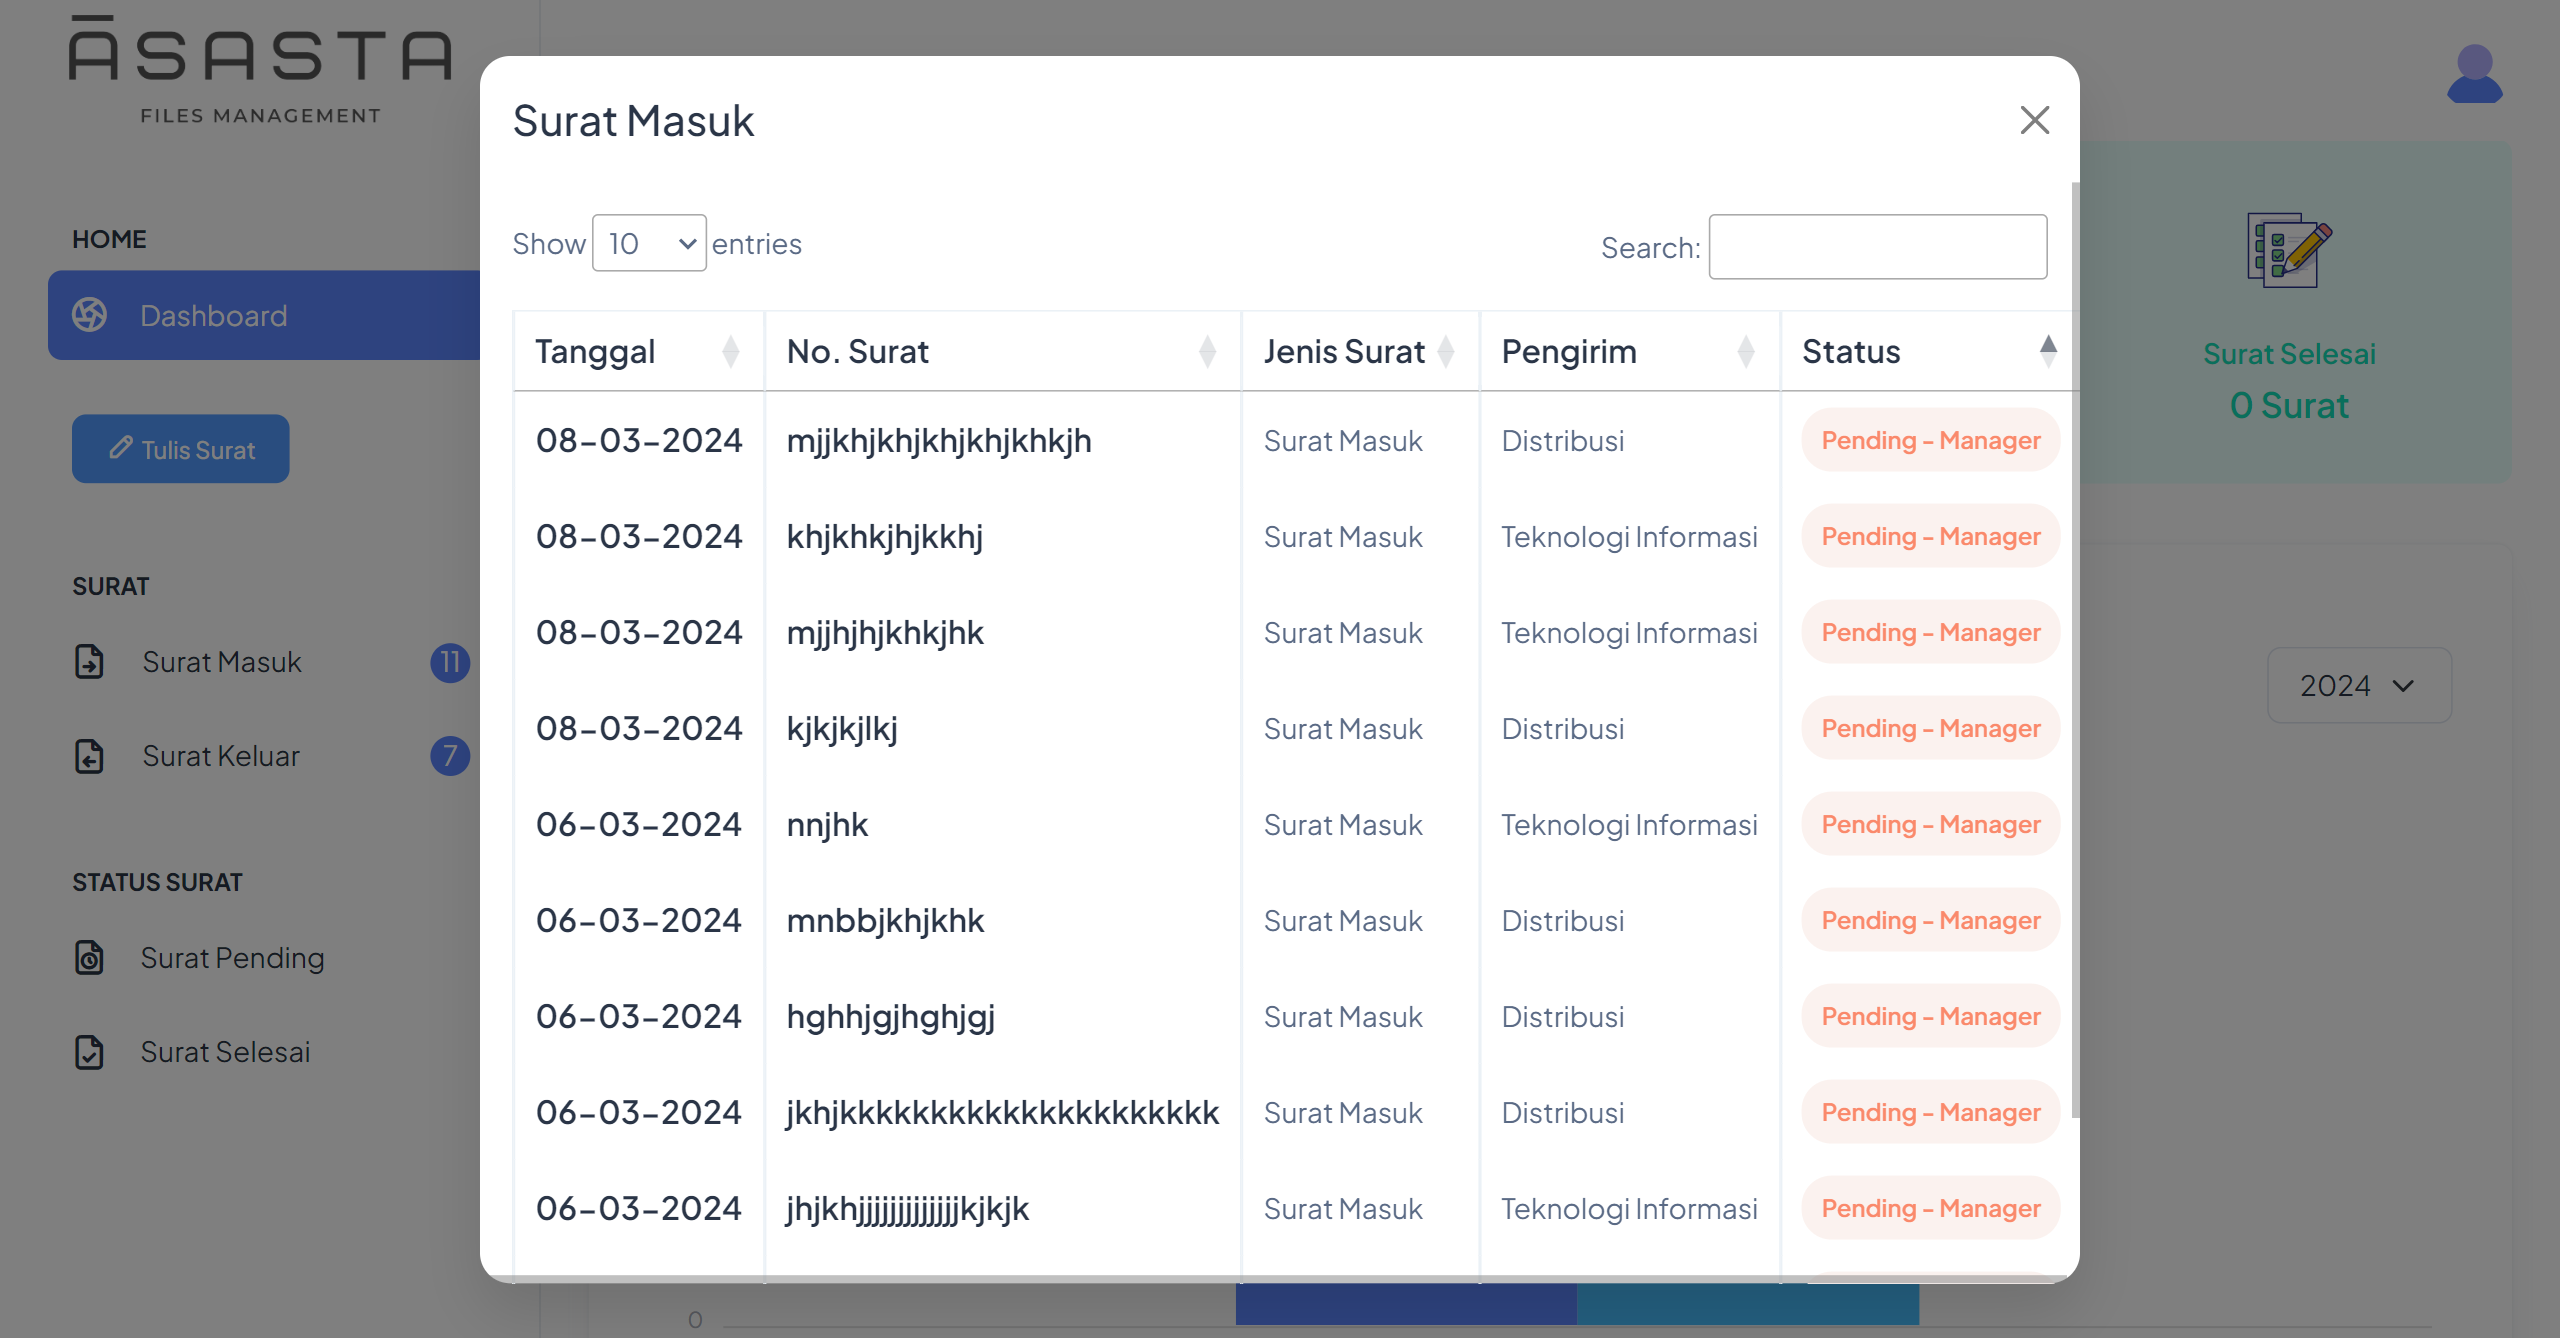 ĀSASTA
FILES MANAGEMENT
HOME
Dashboard
Tulis Surat
SURAT
Surat Masuk 11
Surat Keluar 7
STATUS SURAT
Surat Pending
Surat Selesai
Surat Masuk
Show 10 entries
Search:
Tanggal No. Surat Jenis Surat Pengirim Status
08-03-2024 mjjkhjkhjkhjkhjkhkjh Surat Masuk Distribusi Pending - Manager
08-03-2024 khjkhkjhjkkhj Surat Masuk Teknologi Informasi Pending - Manager
08-03-2024 mjjhjhjkhkjhk Surat Masuk Teknologi Informasi Pending - Manager
08-03-2024 kjkjkjlkj Surat Masuk Distribusi Pending - Manager
06-03-2024 nnjhk Surat Masuk Teknologi Informasi Pending - Manager
06-03-2024 mnbbjkhjkhk Surat Masuk Distribusi Pending - Manager
06-03-2024 hghhjgjhghjgj Surat Masuk Distribusi Pending - Manager
06-03-2024 Surat Masuk Distribusi Pending - Manager
06-03-2024 Surat Masuk Teknologi Informasi Pending - Manager
Surat Selesai
0 Surat
2024
0